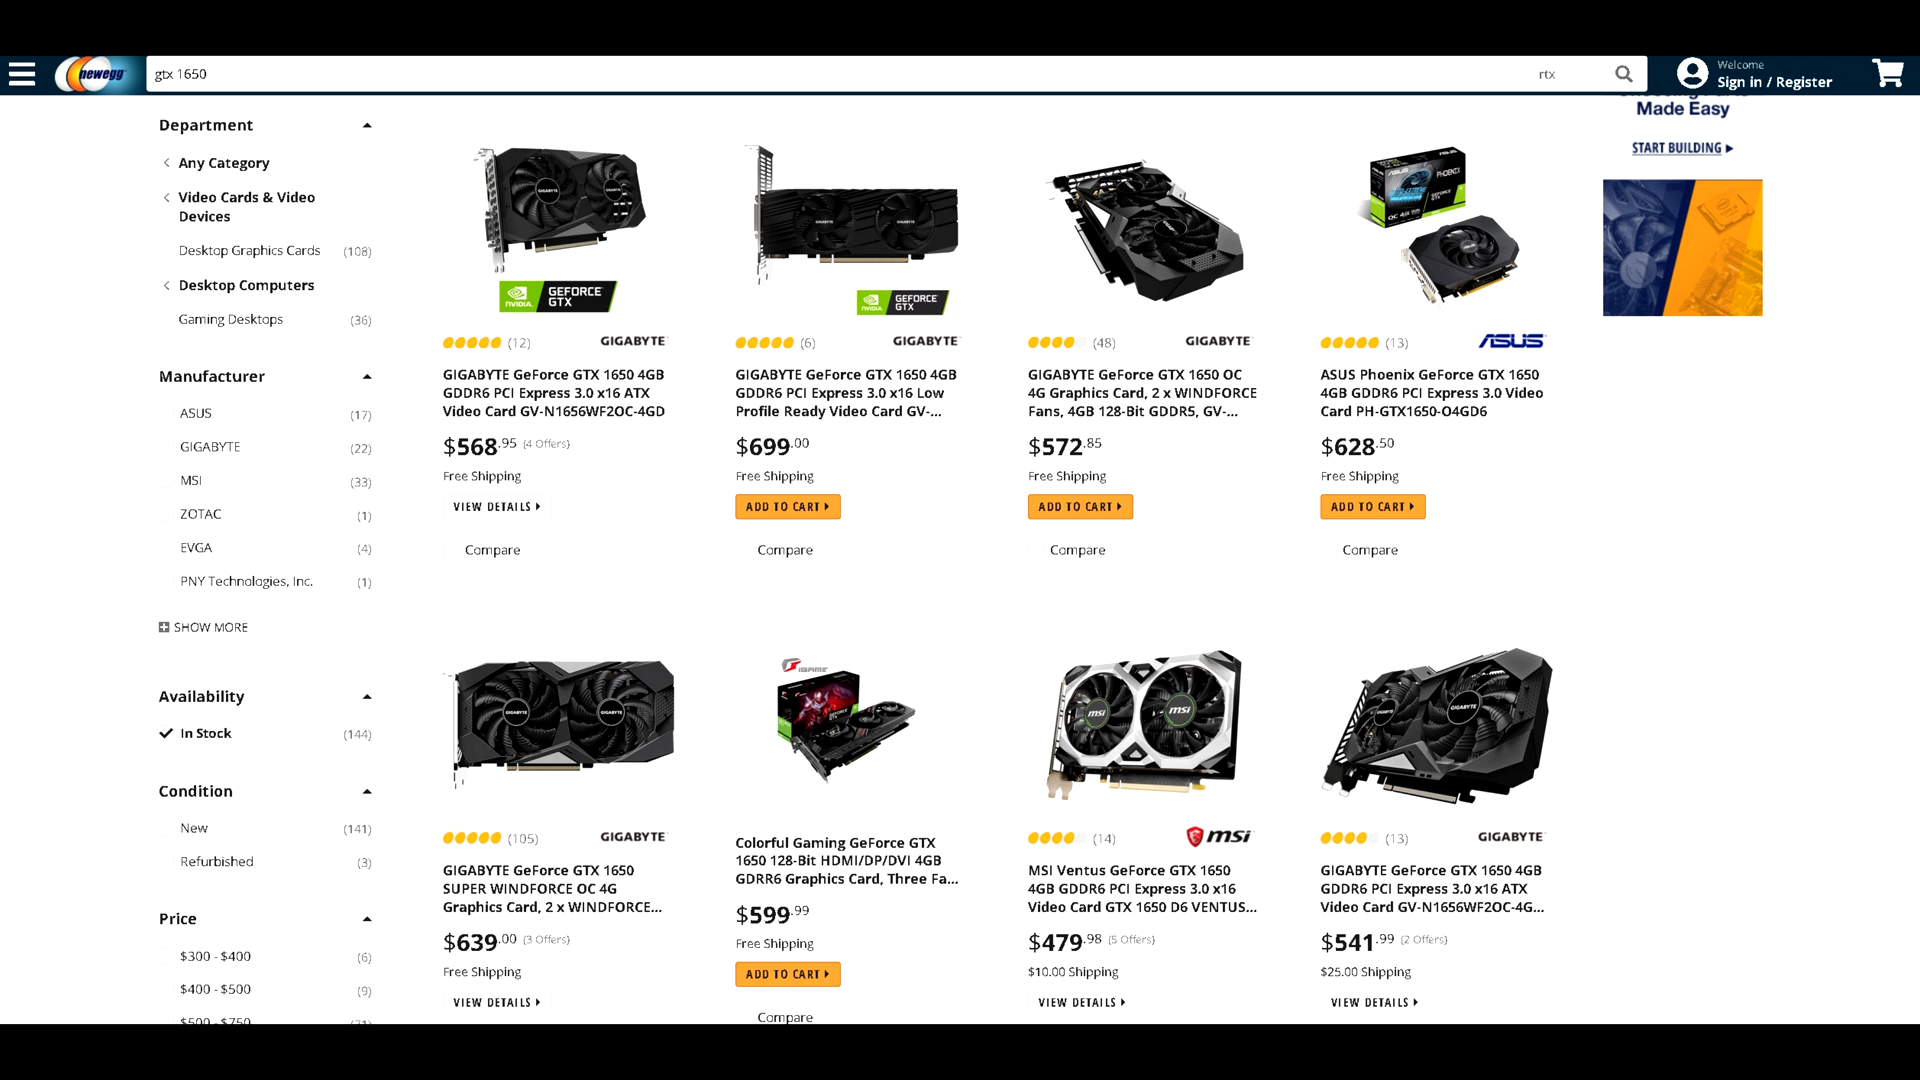 newegg
gtx 1650
rtx
Welcome
Sign in / Register
Made Easy
START BUILDING
Department
Any Category
Video Cards & Video
Devices
Desktop Graphics Cards (108)
Desktop Computers
Gaming Desktops (36)
Manufacturer
ASUS (17)
GIGABYTE (22)
MSI (33)
ZOTAC (1)
EVGA (4)
PNY Technologies, Inc. (1)
SHOW MORE
Availability
In Stock (144)
Condition
New (141)
Refurbished (3)
Price
$300 - $400 (6)
$400 - $500 (9)
$500 - $750
GIGABYTE
NVIDIA. GEFORCE GTX
(12) GIGABYTE
GIGABYTE GeForce GTX 1650 4GB
GDDR6 PCI Express 3.0 x16 ATX
Video Card GV-N1656WF2OC-4GD
$568.95 (4 Offers)
Free Shipping
VIEW DETAILS
Compare
GIGABYTE
NVIDIA. GEFORCE GTX
(6) GIGABYTE
GIGABYTE GeForce GTX 1650 4GB
GDDR6 PCI Express 3.0 x16 Low
Profile Ready Video Card GV-...
$699.00
Free Shipping
ADD TO CART
Compare
(48) GIGABYTE
GIGABYTE GeForce GTX 1650 OC
4G Graphics Card, 2 x WINDFORCE
Fans, 4GB 128-Bit GDDR5, GV-...
$572.85
Free Shipping
ADD TO CART
Compare
ASUS PHOENIX
(13) ASUS
ASUS Phoenix GeForce GTX 1650
4GB GDDR6 PCI Express 3.0 Video
Card PH-GTX1650-O4GD6
$628.50
Free Shipping
ADD TO CART
Compare
GIGABYTE GIGABYTE
(105) GIGABYTE
GIGABYTE GeForce GTX 1650
SUPER WINDFORCE OC 4G
Graphics Card, 2 x WINDFORCE...
$639.00 (3 Offers)
Free Shipping
VIEW DETAILS
iGAME
Colorful Gaming GeForce GTX
1650 128-Bit HDMI/DP/DVI 4GB
GDRR6 Graphics Card, Three Fa...
$599.99
Free Shipping
ADD TO CART
Compare
msi msi
(14) msi
MSI Ventus GeForce GTX 1650
4GB GDDR6 PCI Express 3.0 x16
Video Card GTX 1650 D6 VENTUS...
$479.98 (5 Offers)
$10.00 Shipping
VIEW DETAILS
GIGABYTE GIGABYTE
(13) GIGABYTE
GIGABYTE GeForce GTX 1650 4GB
GDDR6 PCI Express 3.0 x16 ATX
Video Card GV-N1656WF2OC-4G...
$541.99 (2 Offers)
$25.00 Shipping
VIEW DETAILS